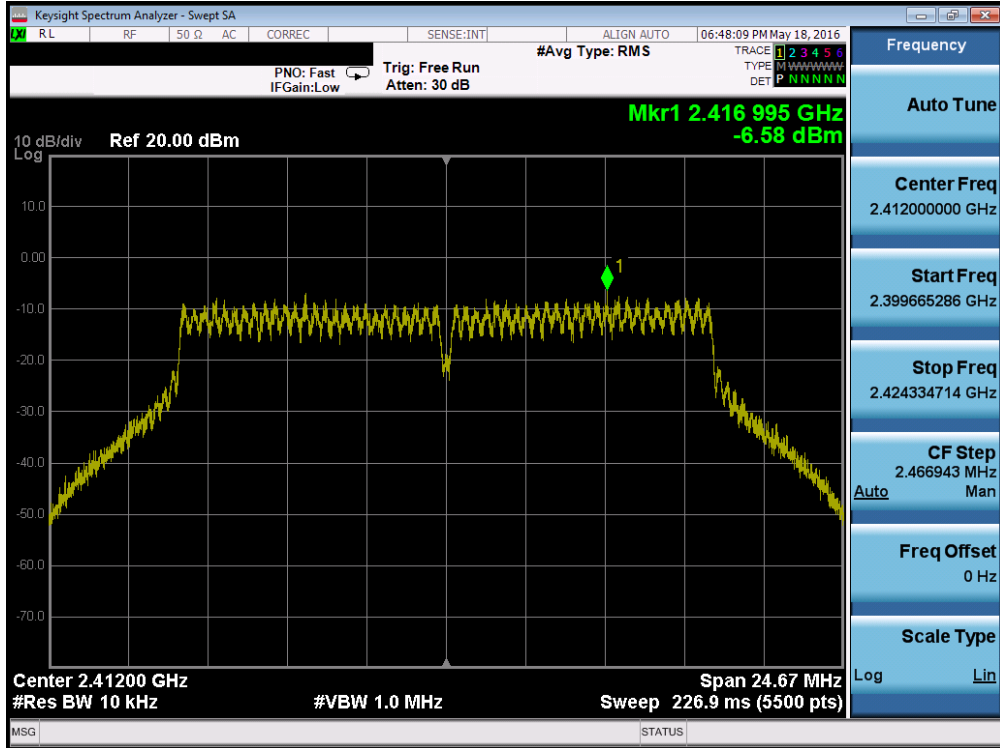 Keysight Spectrum Analyzer - Swept SA
LXI RL RF 50 Ω AC CORREC SENSE:INT ALIGN AUTO 06:48:09 PM May 18, 2016
#Avg Type: RMS TRACE 1 2 3 4 5 6
PNO: Fast Trig: Free Run TYPE M WWWWW
IFGain:Low Atten: 30 dB DET P N N N N N
Mkr1 2.416 995 GHz
-6.58 dBm
10 dB/div Ref 20.00 dBm
Log
1
10.0
0.00
-10.0
-20.0
-30.0
-40.0
-50.0
-60.0
-70.0
Center 2.41200 GHz Span 24.67 MHz
#Res BW 10 kHz #VBW 1.0 MHz Sweep 226.9 ms (5500 pts)
MSG STATUS
Frequency
Auto Tune
Center Freq
2.412000000 GHz
Start Freq
2.399665286 GHz
Stop Freq
2.424334714 GHz
CF Step
2.466943 MHz
Auto Man
Freq Offset
0 Hz
Scale Type
Log Lin